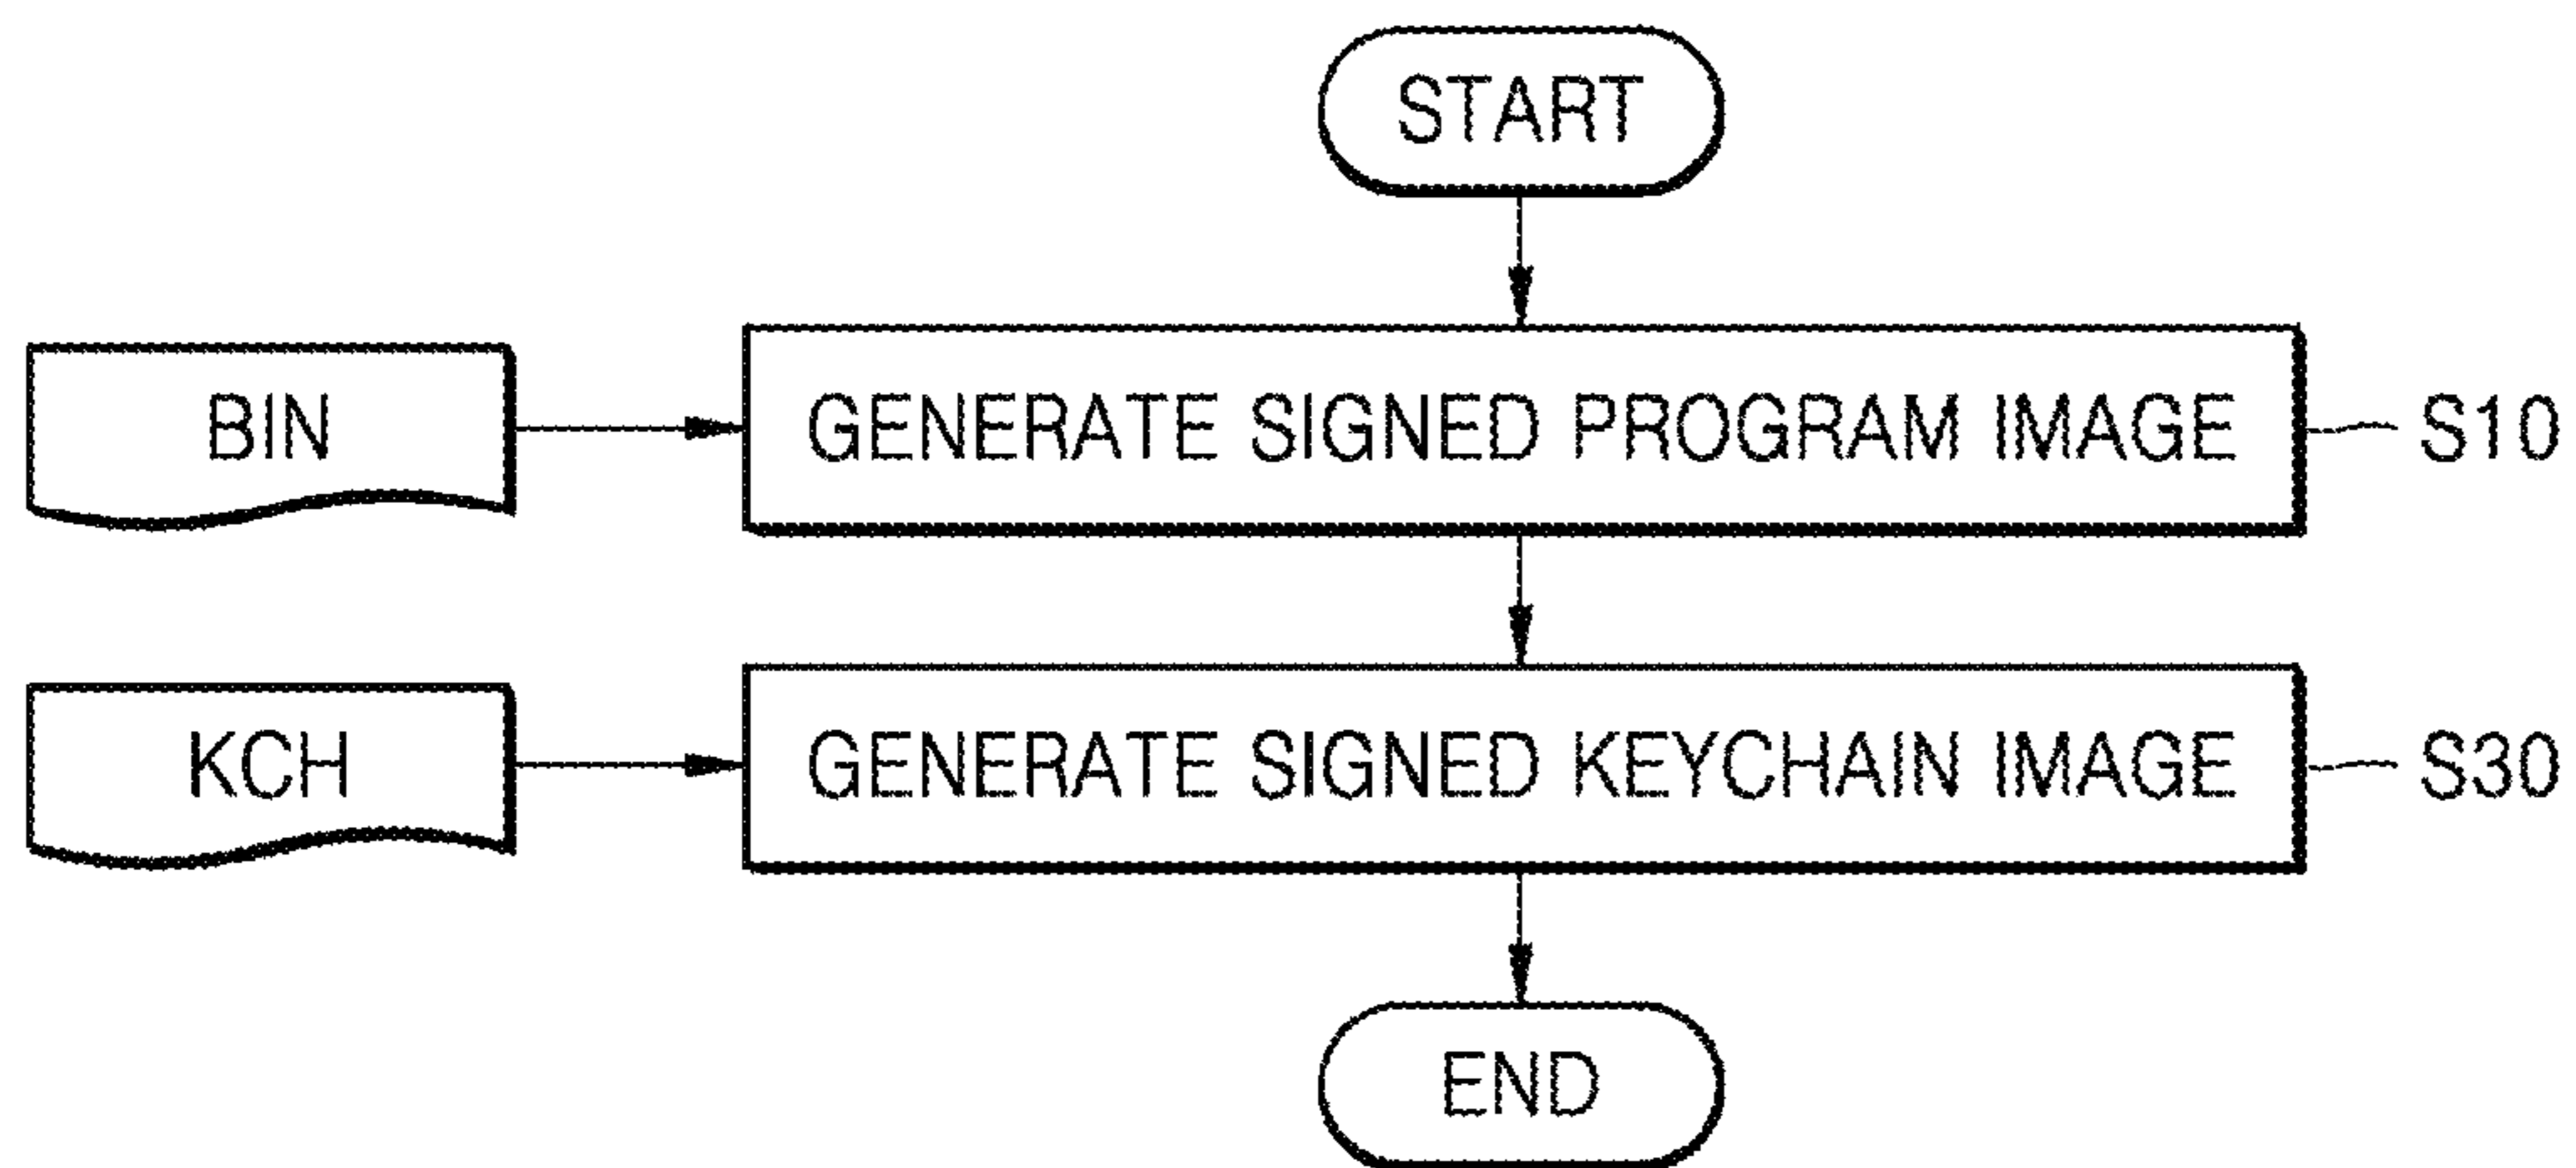 START
BIN
GENERATE SIGNED PROGRAM IMAGE
S10
KCH
GENERATE SIGNED KEYCHAIN IMAGE
S30
END